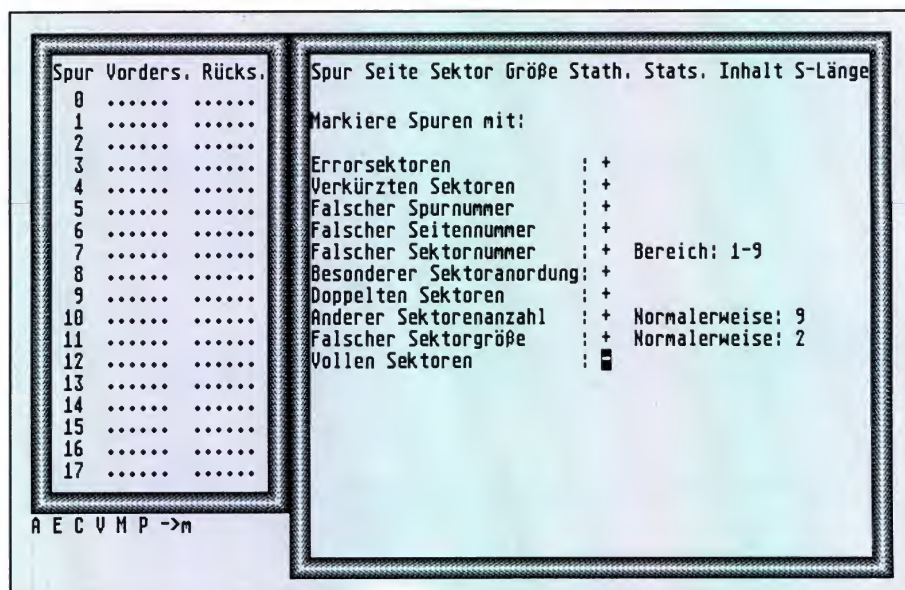 Spur Vorders. Rücks.
0 ...... ......
1 ...... ......
2 ...... ......
3 ...... ......
4 ...... ......
5 ...... ......
6 ...... ......
7 ...... ......
8 ...... ......
9 ...... ......
10 ...... ......
11 ...... ......
12 ...... ......
13 ...... ......
14 ...... ......
15 ...... ......
16 ...... ......
17 ...... ......
A E C V M P ->m
Spur Seite Sektor Größe Stath. Stats. Inhalt S-Länge
Markiere Spuren mit:
Errorsektoren : +
Verkürzten Sektoren : +
Falscher Spurnummer : +
Falscher Seitennummer : +
Falscher Sektornummer : + Bereich: 1-9
Besonderer Sektoranordung: +
Doppelten Sektoren : +
Anderer Sektorenanzahl : + Normalerweise: 9
Falscher Sektorgröße : + Normalerweise: 2
Vollen Sektoren : -